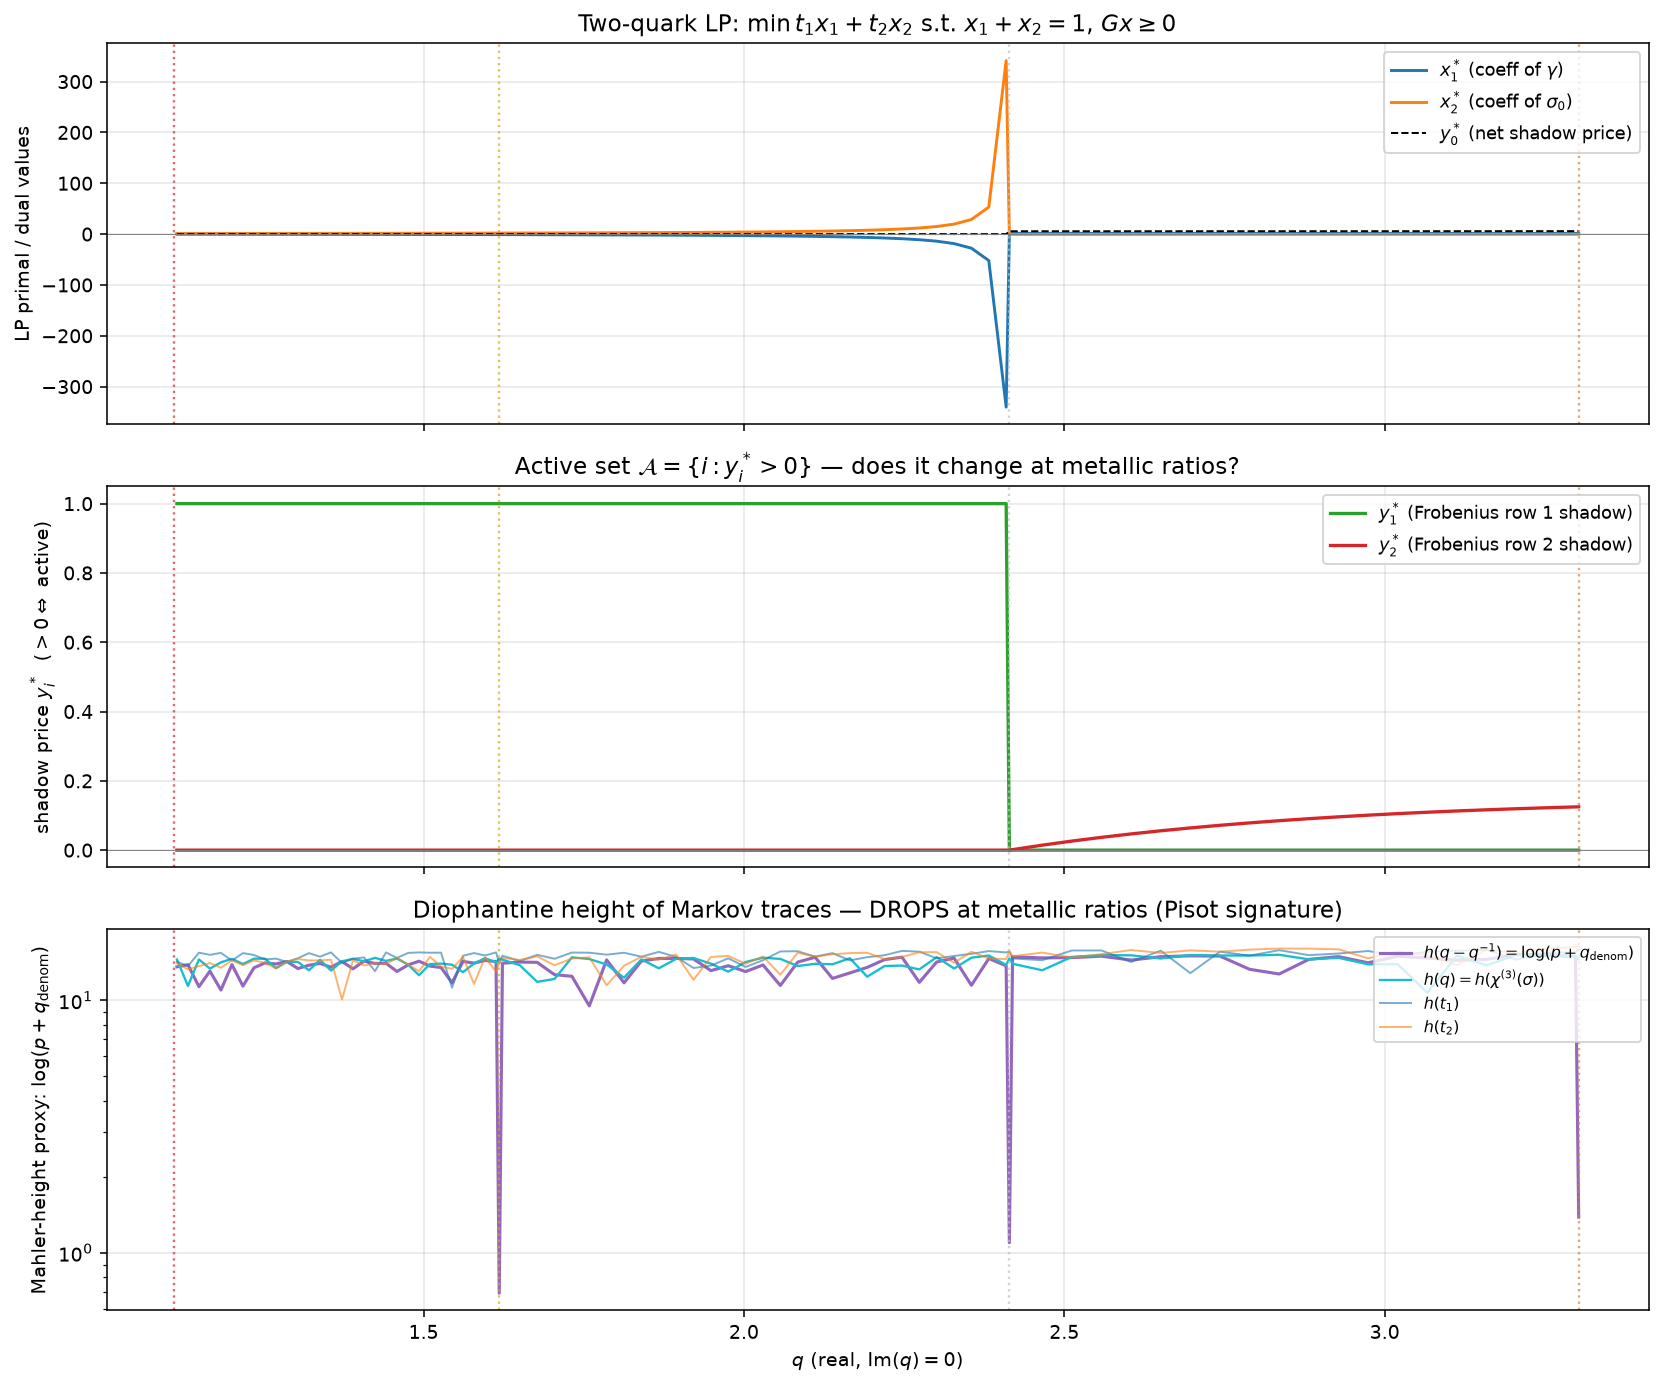 Two-quark LP: min t₁x₁ + t₂x₂ s.t. x₁ + x₂ = 1, Gx ≥ 0
LP primal / dual values
300
200
100
0
−100
−200
−300
x₁* (coeff of γ)
x₂* (coeff of σ₀)
y₀* (net shadow price)
Active set 𝒜 = {i : yᵢ* > 0} — does it change at metallic ratios?
shadow price yᵢ* (> 0 ⇔ active)
1.0
0.8
0.6
0.4
0.2
0.0
y₁* (Frobenius row 1 shadow)
y₂* (Frobenius row 2 shadow)
Diophantine height of Markov traces — DROPS at metallic ratios (Pisot signature)
Mahler-height proxy: log(p + q_denom)
10¹
10⁰
h(q − q⁻¹) = log(p + q_denom)
h(q) = h(χ⁽³⁾(σ))
h(t₁)
h(t₂)
1.5
2.0
2.5
3.0
q (real, Im(q) = 0)